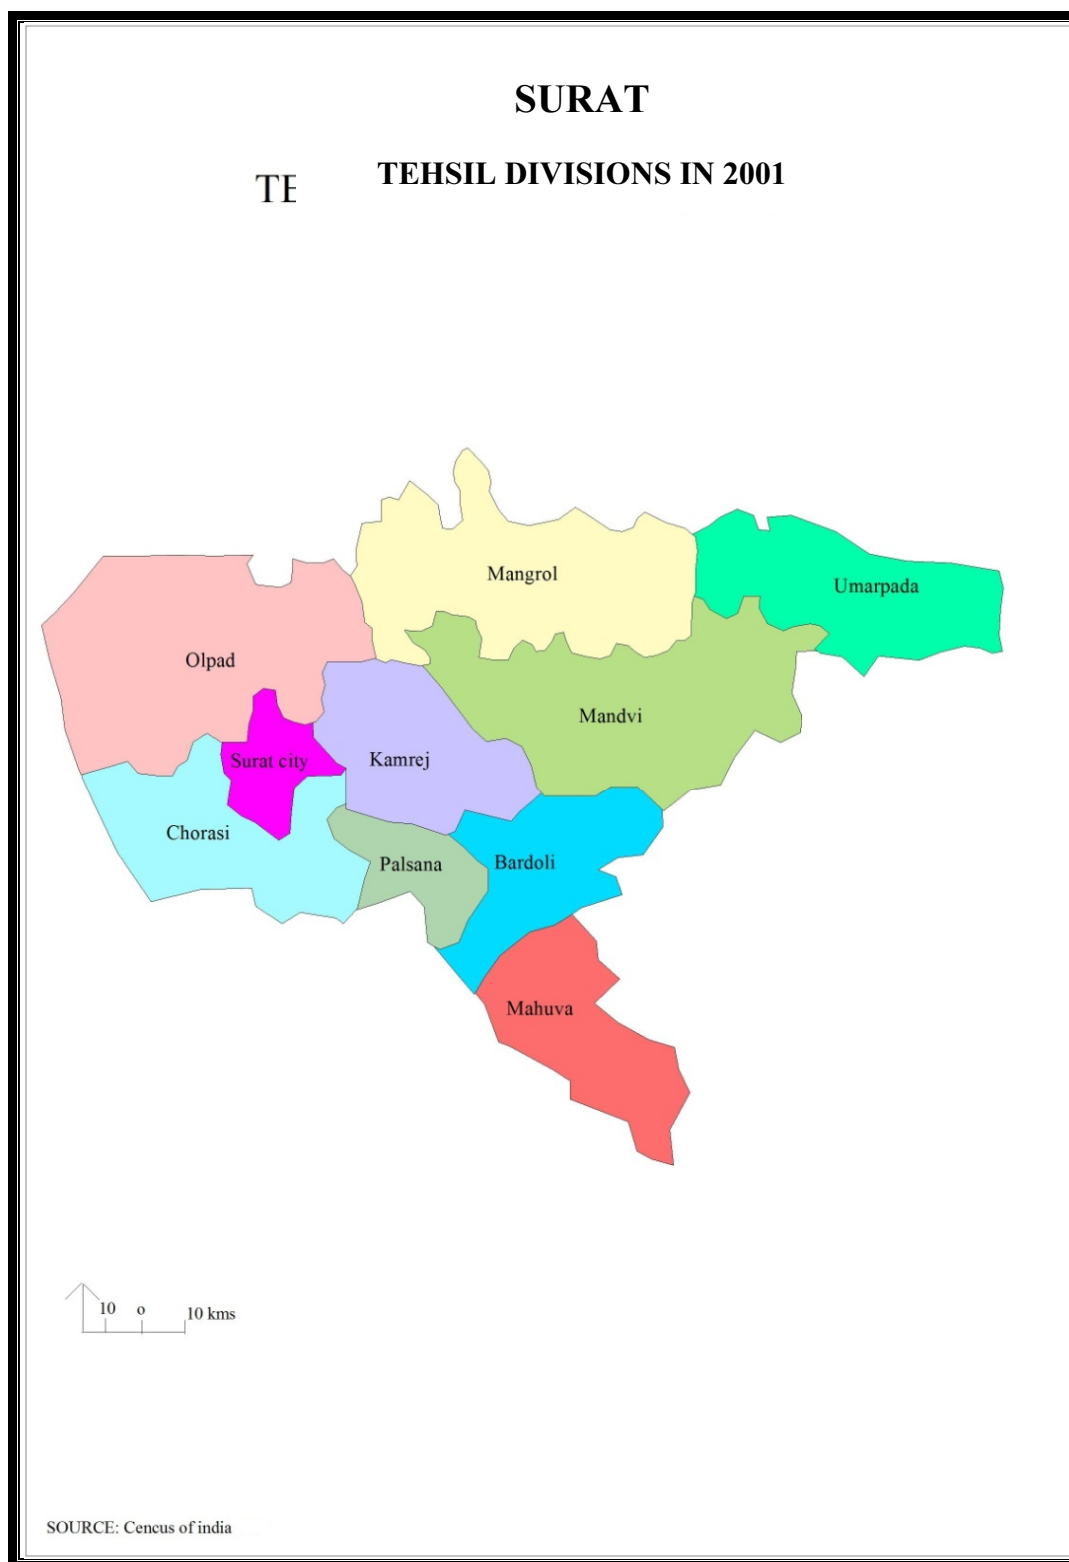 SURAT
TEHSIL DIVISIONS IN 2001
TE
Mangrol
Umarpada
Olpad
Mandvi
Surat city
Kamrej
Chorasi
Palsana
Bardoli
Mahuva
10 o 10 kms
SOURCE: Cencus of india